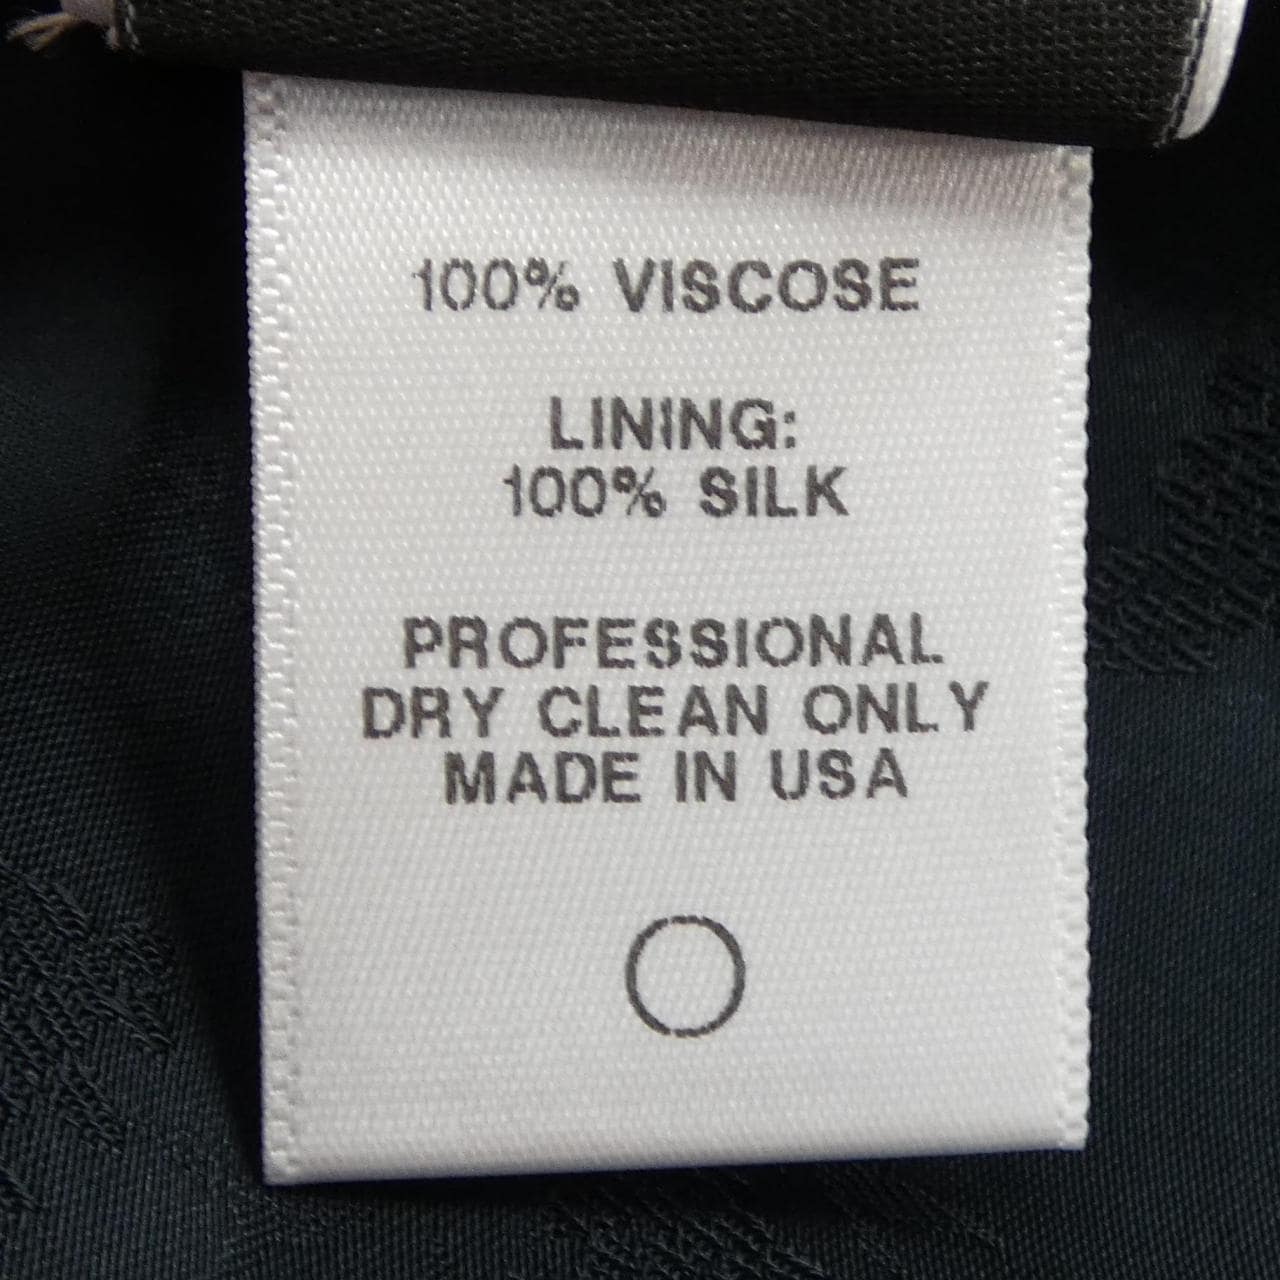 100% VISCOSE
LINING:
100% SILK
PROFESSIONAL
DRY CLEAN ONLY
MADE IN USA